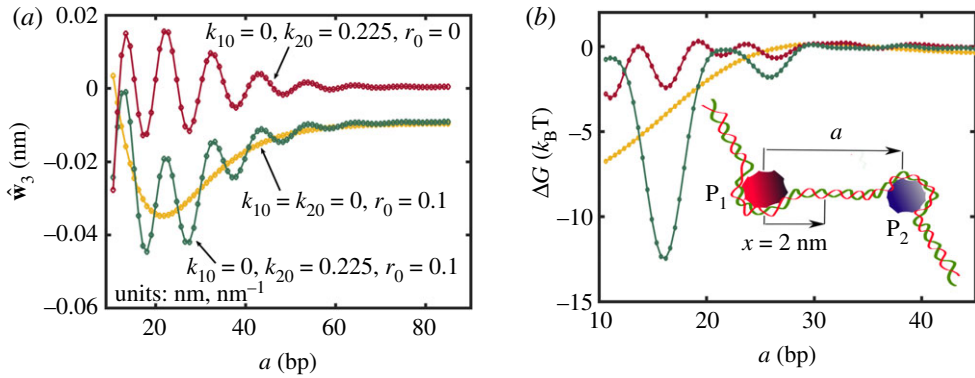 (a)
0.02
0
−0.02
−0.04
−0.06
ŵ3 (nm)
k10 = 0, k20 = 0.225, r0 = 0
k10 = k20 = 0, r0 = 0.1
k10 = 0, k20 = 0.225, r0 = 0.1
units: nm, nm−1
20 40 60 80
a (bp)
(b)
0
−5
−10
−15
ΔG (kBT)
a
P1
P2
x = 2 nm
10 20 30 40
a (bp)